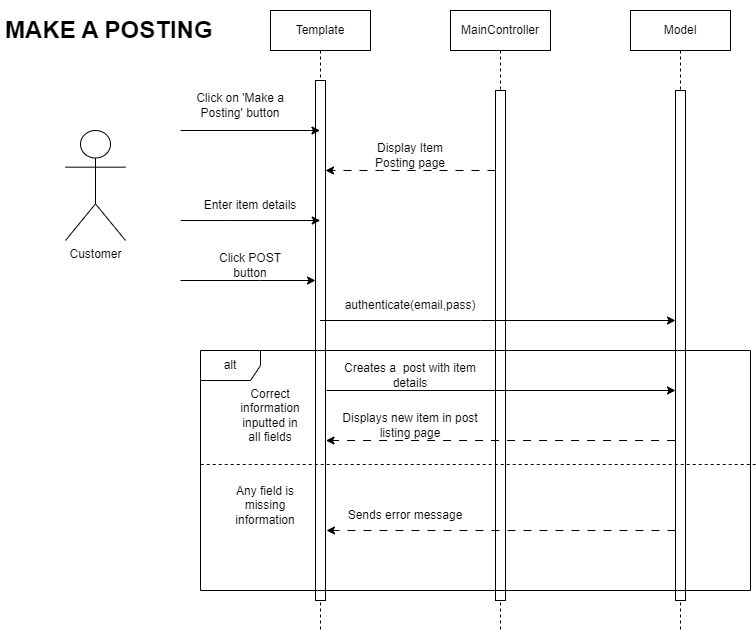 MAKE A POSTING
Template
MainController
Model
Click on 'Make a
Posting' button
Display Item
Posting page
Enter item details
Customer
Click POST
button
authenticate(email,pass)
alt
Creates a post with item
details
Correct
information
inputted in
all fields
Displays new item in post
listing page
Any field is
missing
information
Sends error message